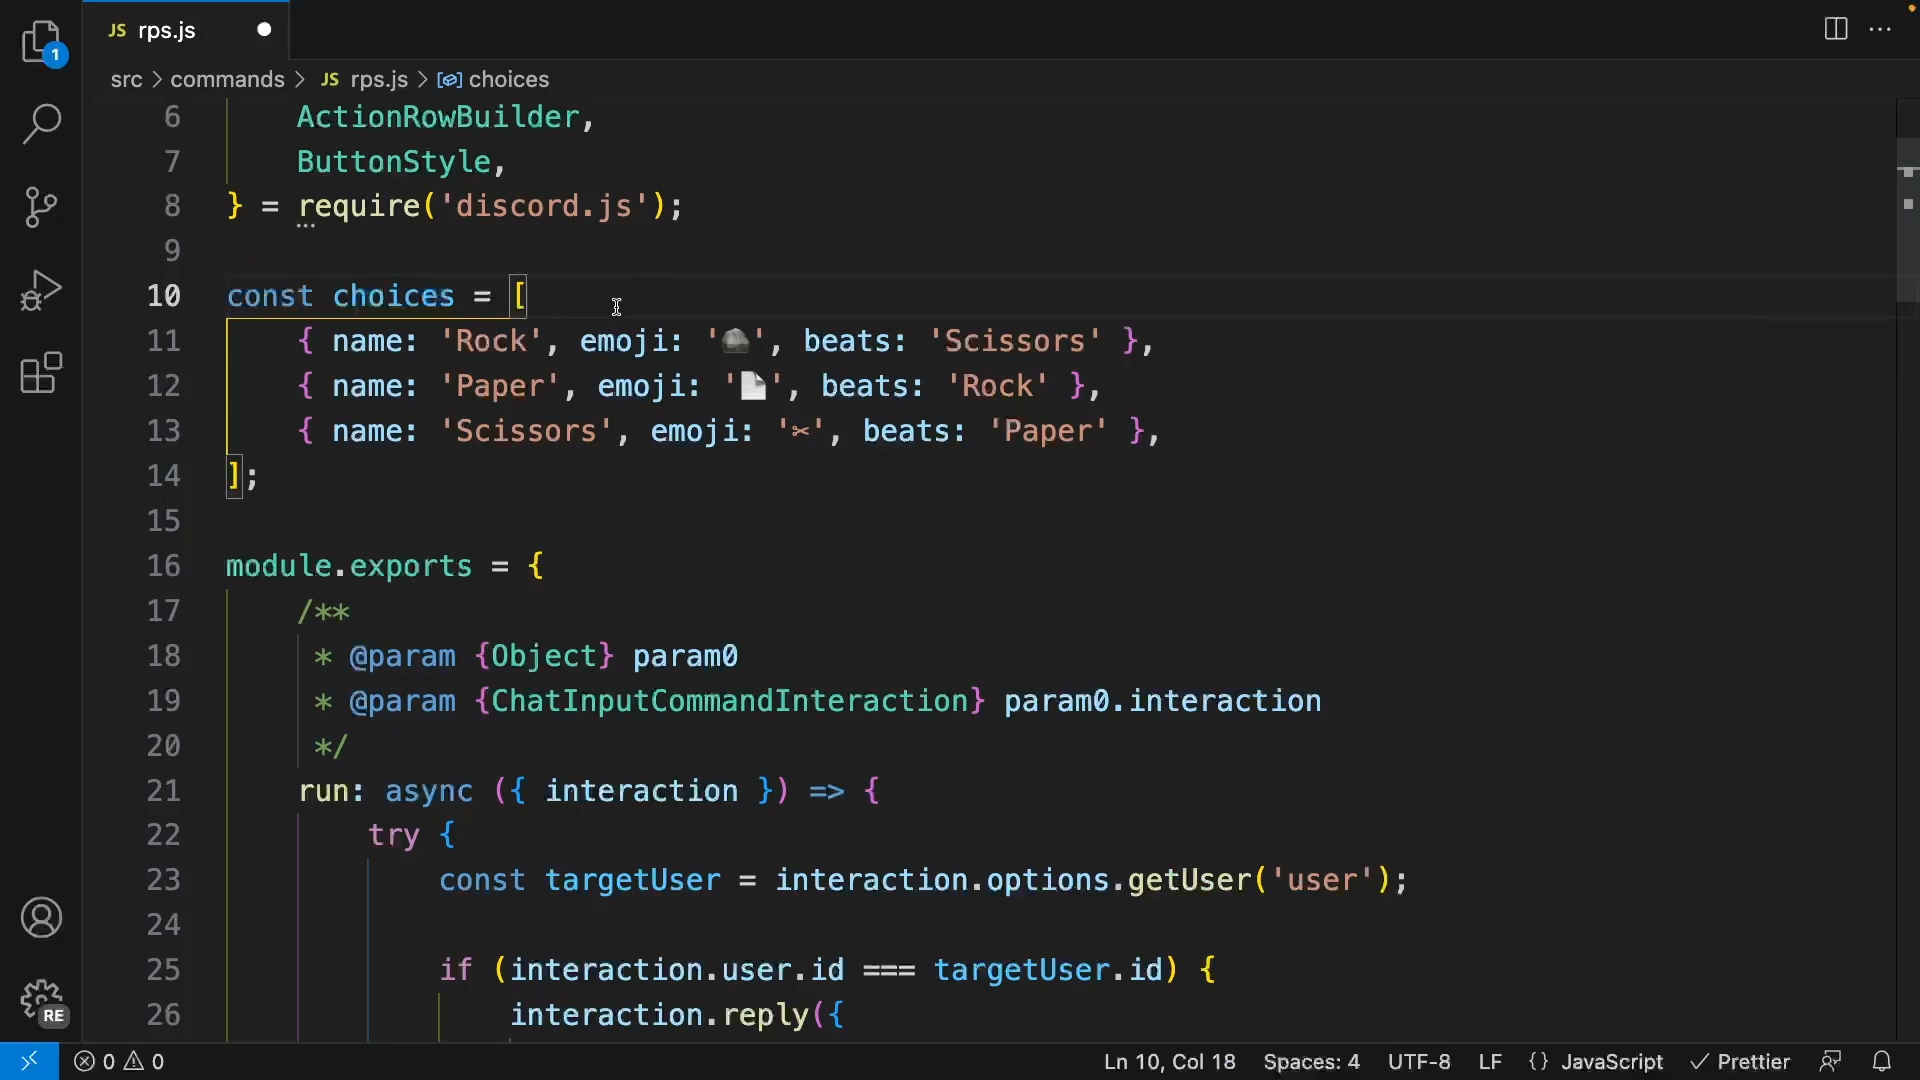 JS rps.js
1
src > commands > JS rps.js > choices
6 ActionRowBuilder,
7 ButtonStyle,
8 } = require('discord.js');
9
10 const choices = [
11 { name: 'Rock', emoji: '🪨', beats: 'Scissors' },
12 { name: 'Paper', emoji: '📄', beats: 'Rock' },
13 { name: 'Scissors', emoji: '✂', beats: 'Paper' },
14 ];
15
16 module.exports = {
17 /**
18 * @param {Object} param0
19 * @param {ChatInputCommandInteraction} param0.interaction
20 */
21 run: async ({ interaction }) => {
22 try {
23 const targetUser = interaction.options.getUser('user');
24
25 if (interaction.user.id === targetUser.id) {
26 interaction.reply({
RE
0 0 Ln 10, Col 18 Spaces: 4 UTF-8 LF {} JavaScript ✓ Prettier